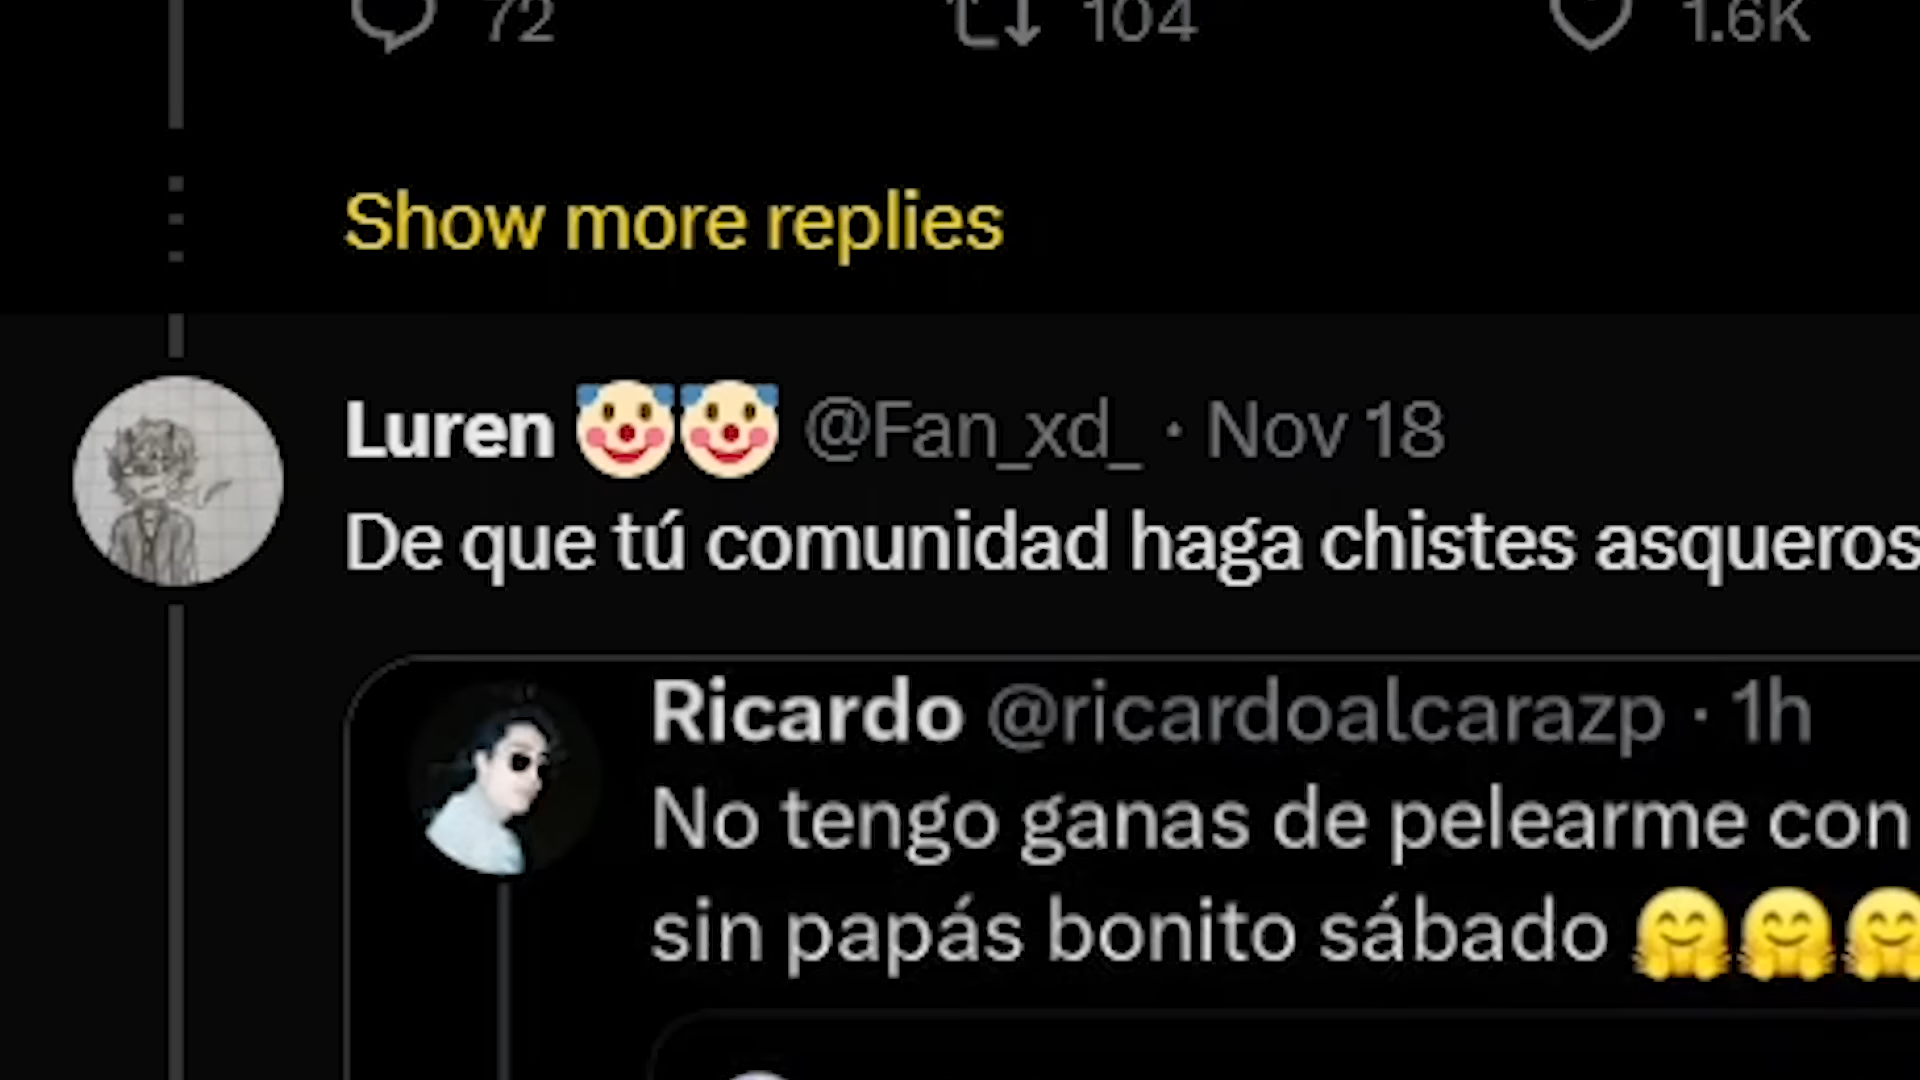 72 104 1.6K
Show more replies
Luren 🤡🤡 @Fan_xd_ · Nov 18
De que tú comunidad haga chistes asqueros
Ricardo @ricardoalcarazp · 1h
No tengo ganas de pelearme con
sin papás bonito sábado 🤗🤗🤗